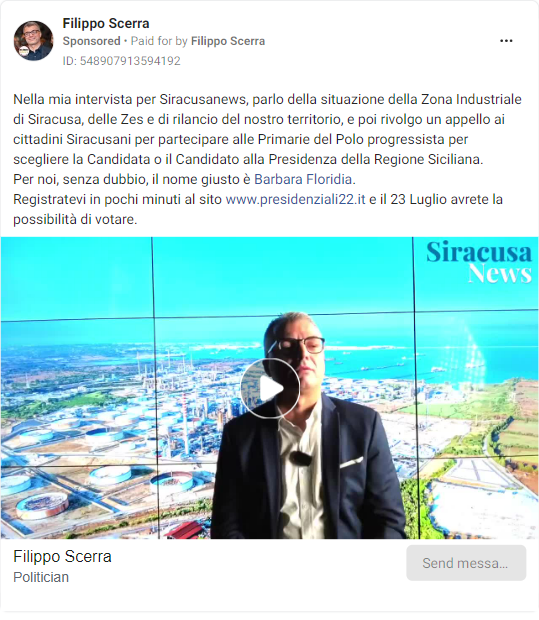 Filippo Scerra
Sponsored • Paid for by Filippo Scerra
ID: 548907913594192
Nella mia intervista per Siracusanews, parlo della situazione della Zona Industriale
di Siracusa, delle Zes e di rilancio del nostro territorio, e poi rivolgo un appello ai
cittadini Siracusani per partecipare alle Primarie del Polo progressista per
scegliere la Candidata o il Candidato alla Presidenza della Regione Siciliana.
Per noi, senza dubbio, il nome giusto è Barbara Floridia.
Registratevi in pochi minuti al sito www.presidenziali22.it e il 23 Luglio avrete la
possibilità di votare.
Siracusa
News
Filippo Scerra
Politician
Send messa...